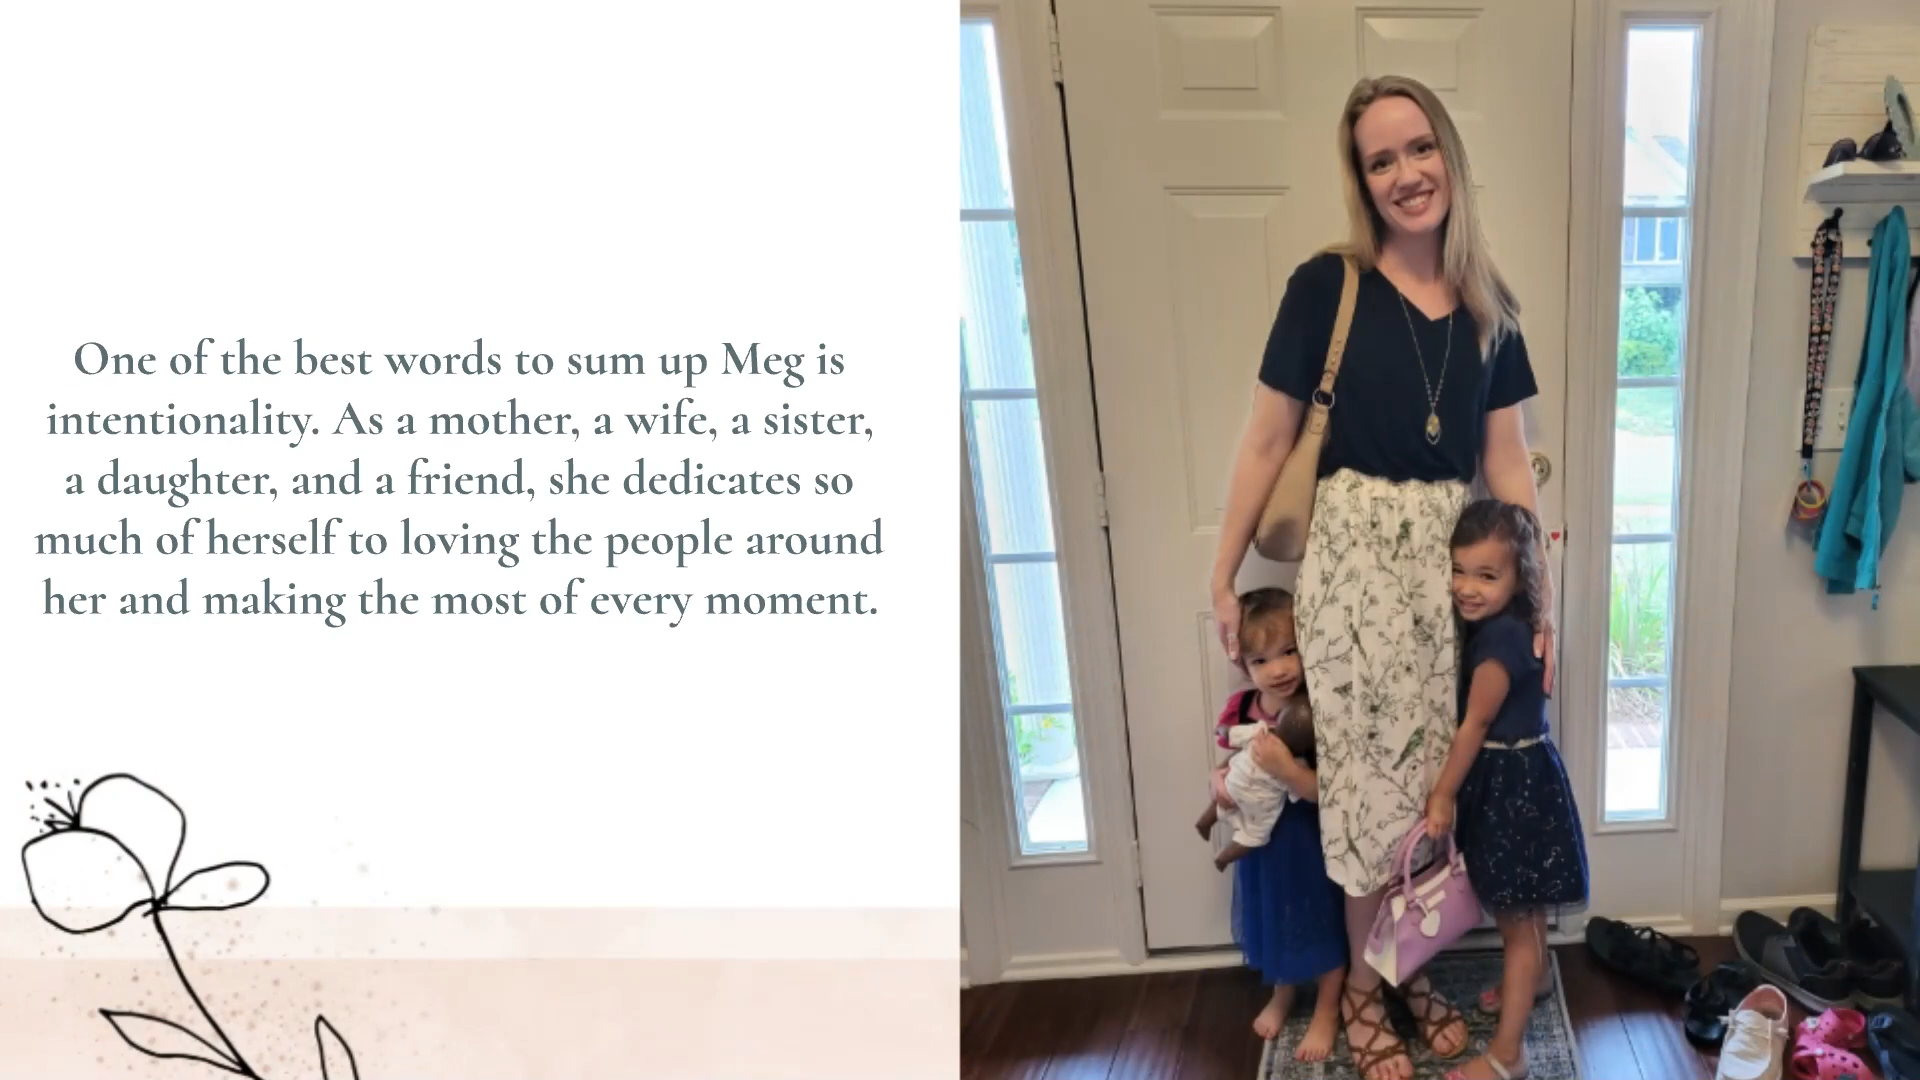 One of the best words to sum up Meg is
intentionality. As a mother, a wife, a sister,
a daughter, and a friend, she dedicates so
much of herself to loving the people around
her and making the most of every moment.